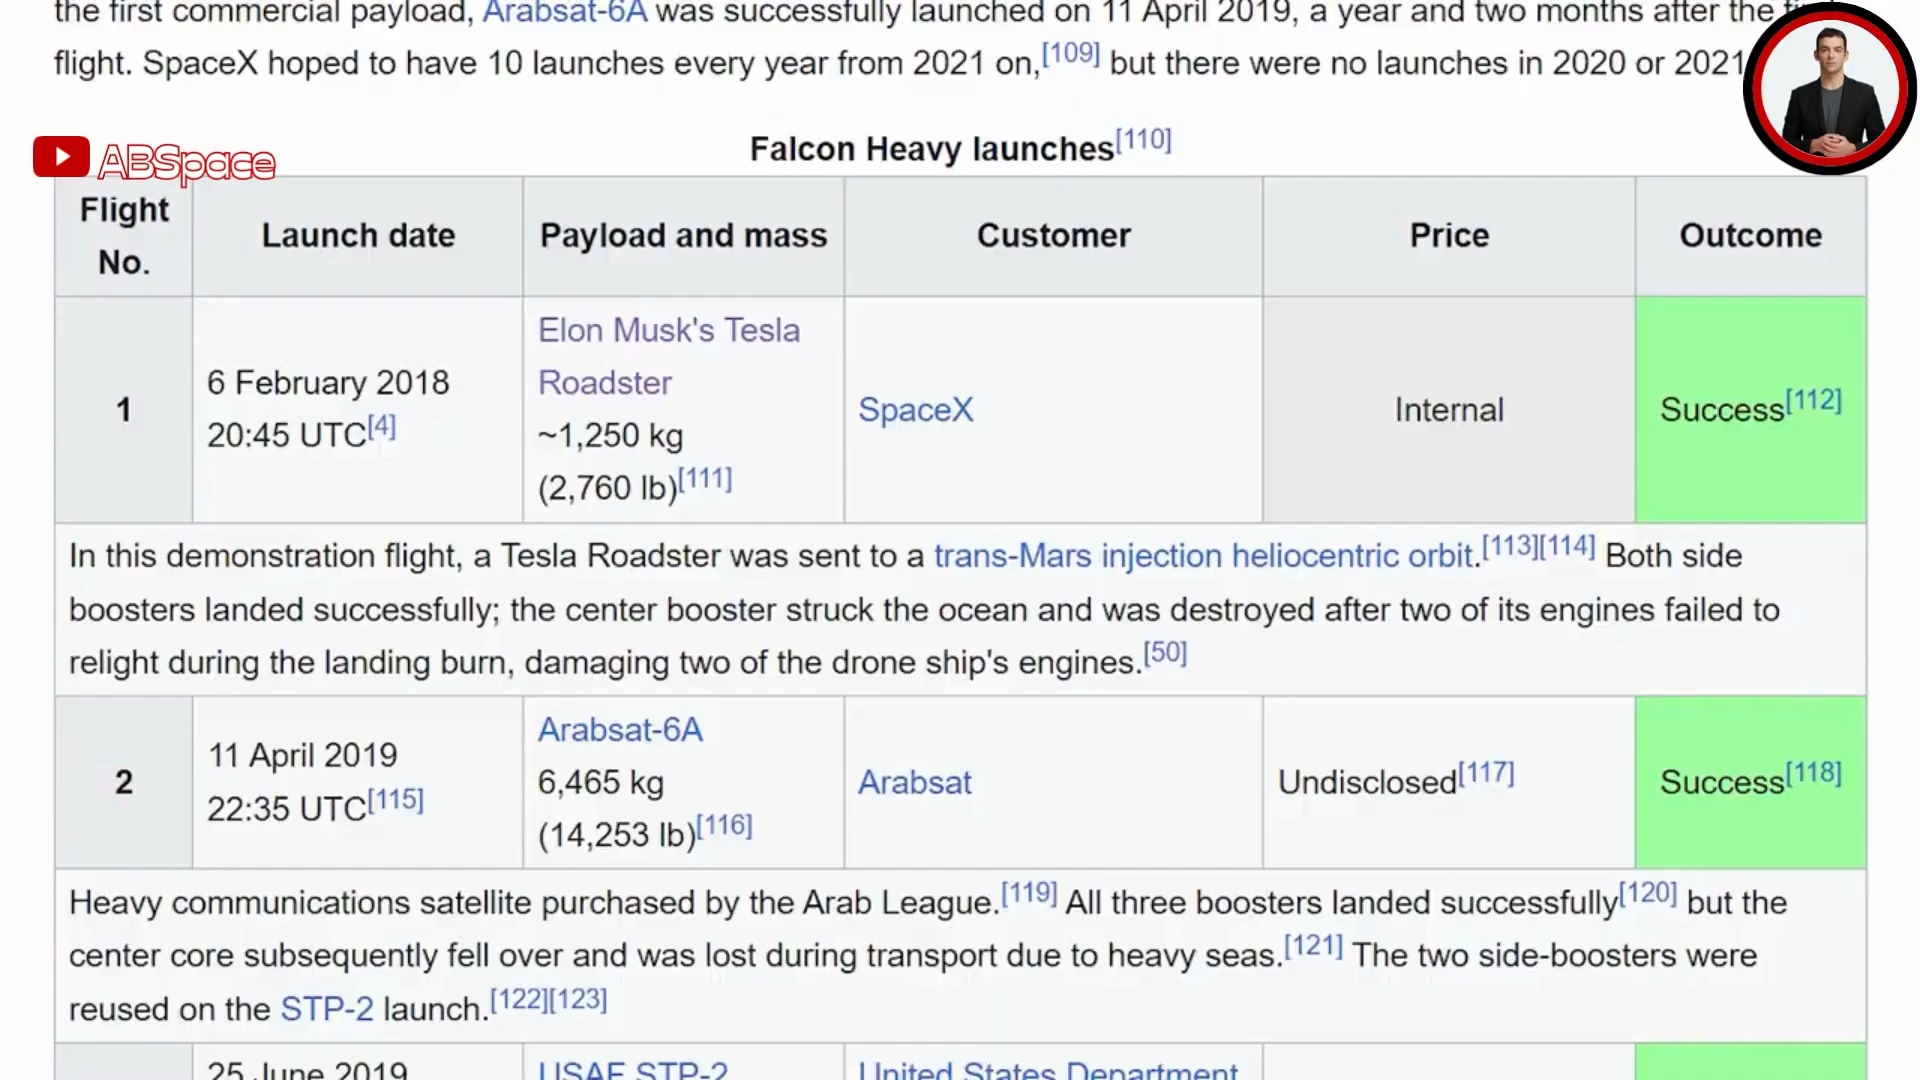 the first commercial payload, Arabsat-6A was successfully launched on 11 April 2019, a year and two months after the
flight. SpaceX hoped to have 10 launches every year from 2021 on,[109] but there were no launches in 2020 or 2021
ABSpace
Falcon Heavy launches[110]
Flight No. Launch date Payload and mass Customer Price Outcome
1 6 February 2018 20:45 UTC[4] Elon Musk's Tesla Roadster ~1,250 kg (2,760 lb)[111] SpaceX Internal Success[112]
In this demonstration flight, a Tesla Roadster was sent to a trans-Mars injection heliocentric orbit.[113][114] Both side
boosters landed successfully; the center booster struck the ocean and was destroyed after two of its engines failed to
relight during the landing burn, damaging two of the drone ship's engines.[50]
2 11 April 2019 22:35 UTC[115] Arabsat-6A 6,465 kg (14,253 lb)[116] Arabsat Undisclosed[117] Success[118]
Heavy communications satellite purchased by the Arab League.[119] All three boosters landed successfully[120] but the
center core subsequently fell over and was lost during transport due to heavy seas.[121] The two side-boosters were
reused on the STP-2 launch.[122][123]
25 June 2019 USAF STP-2 United States Department